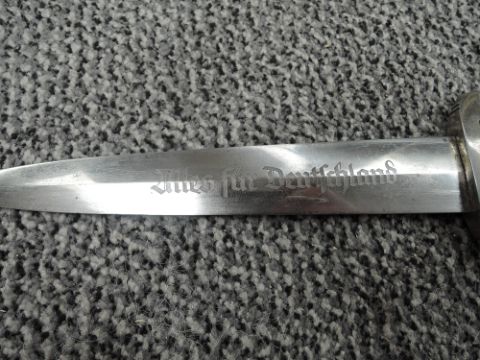 Alles für Deutschland